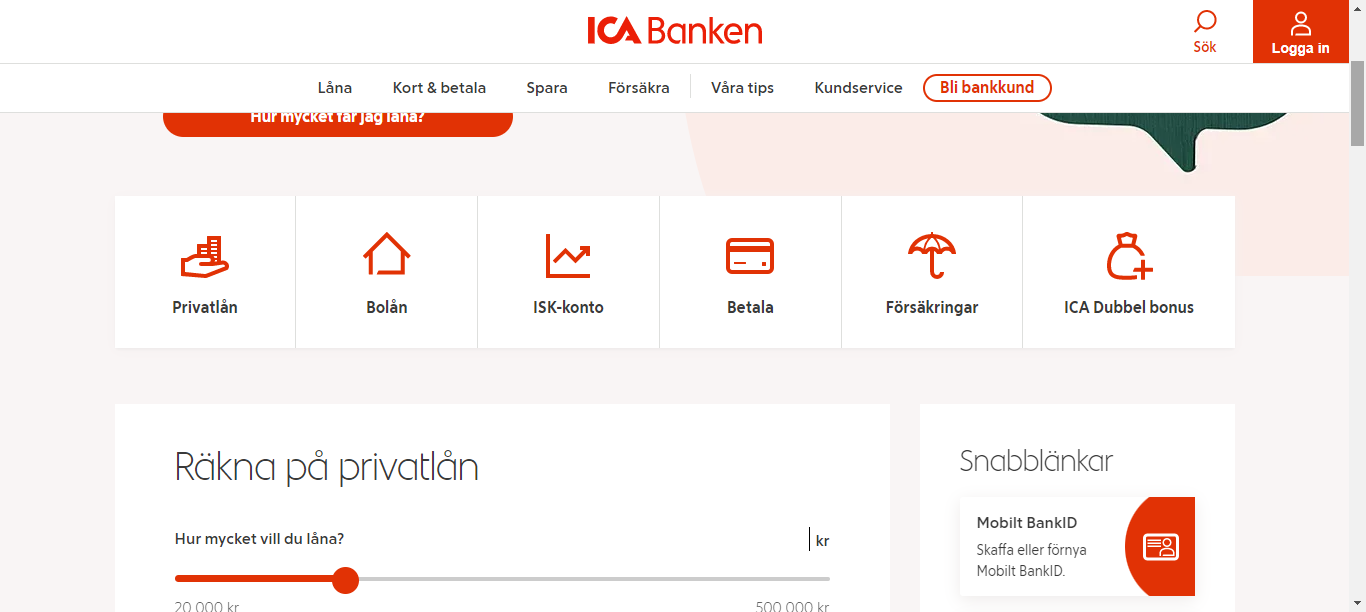 ICA Banken
Sök
Logga in
Låna
Kort & betala
Spara
Försäkra
Våra tips
Kundservice
Bli bankkund
Hur mycket får jag låna?
Privatlån
Bolån
ISK-konto
Betala
Försäkringar
ICA Dubbel bonus
Räkna på privatlån
Hur mycket vill du låna?
kr
20 000 kr
500 000 kr
Snabblänkar
Mobilt BankID
Skaffa eller förnya
Mobilt BankID.